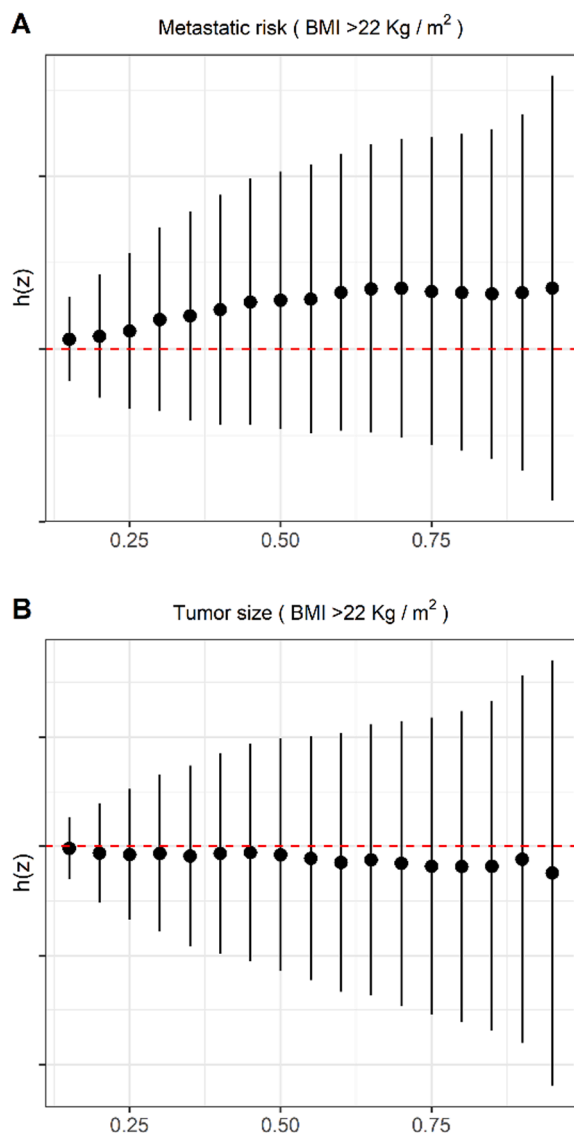 A
Metastatic risk ( BMI >22 Kg / m²)
h(z)
0.25 0.50 0.75
B
Tumor size ( BMI >22 Kg / m²)
h(z)
0.25 0.50 0.75